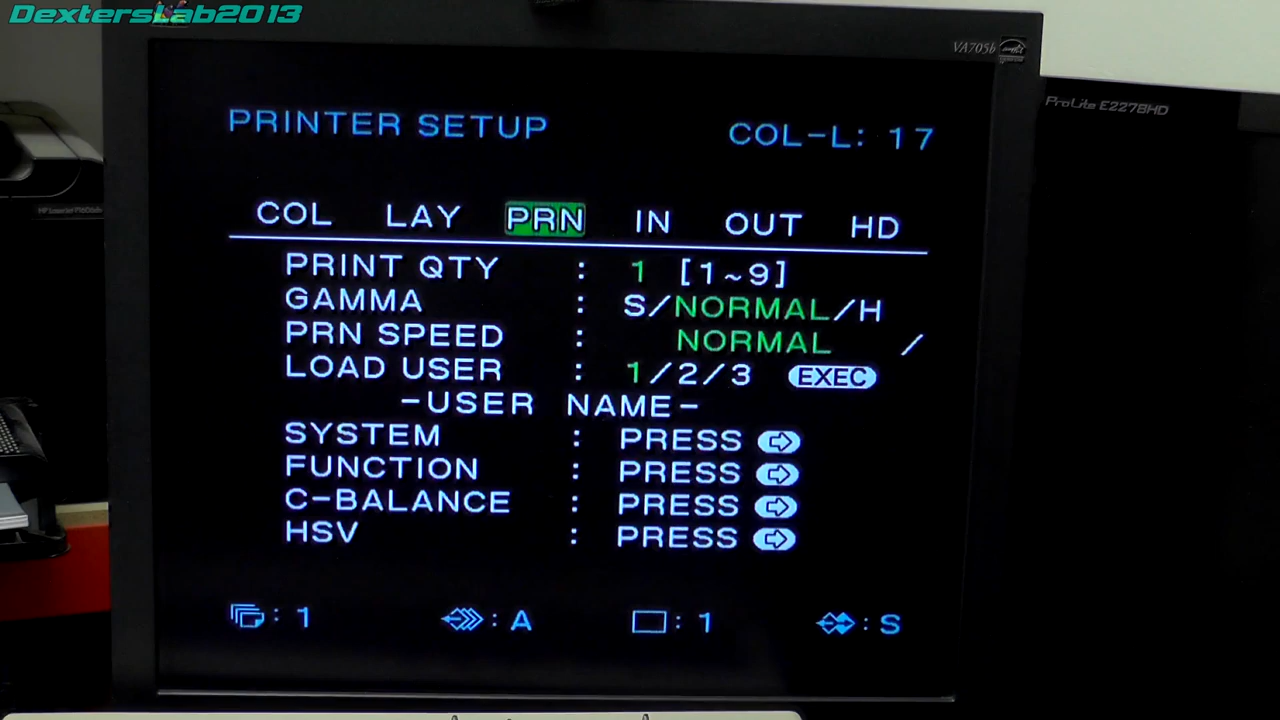 DextersLab2013
VA705b
ProLite E2278HD
PRINTER SETUP COL-L: 17
COL LAY PRN IN OUT HD
PRINT QTY : 1 [1~9]
GAMMA : S/NORMAL/H
PRN SPEED : NORMAL /
LOAD USER : 1/2/3 EXEC
-USER NAME-
SYSTEM : PRESS
FUNCTION : PRESS
C-BALANCE : PRESS
HSV : PRESS
: 1 : A : 1 : S